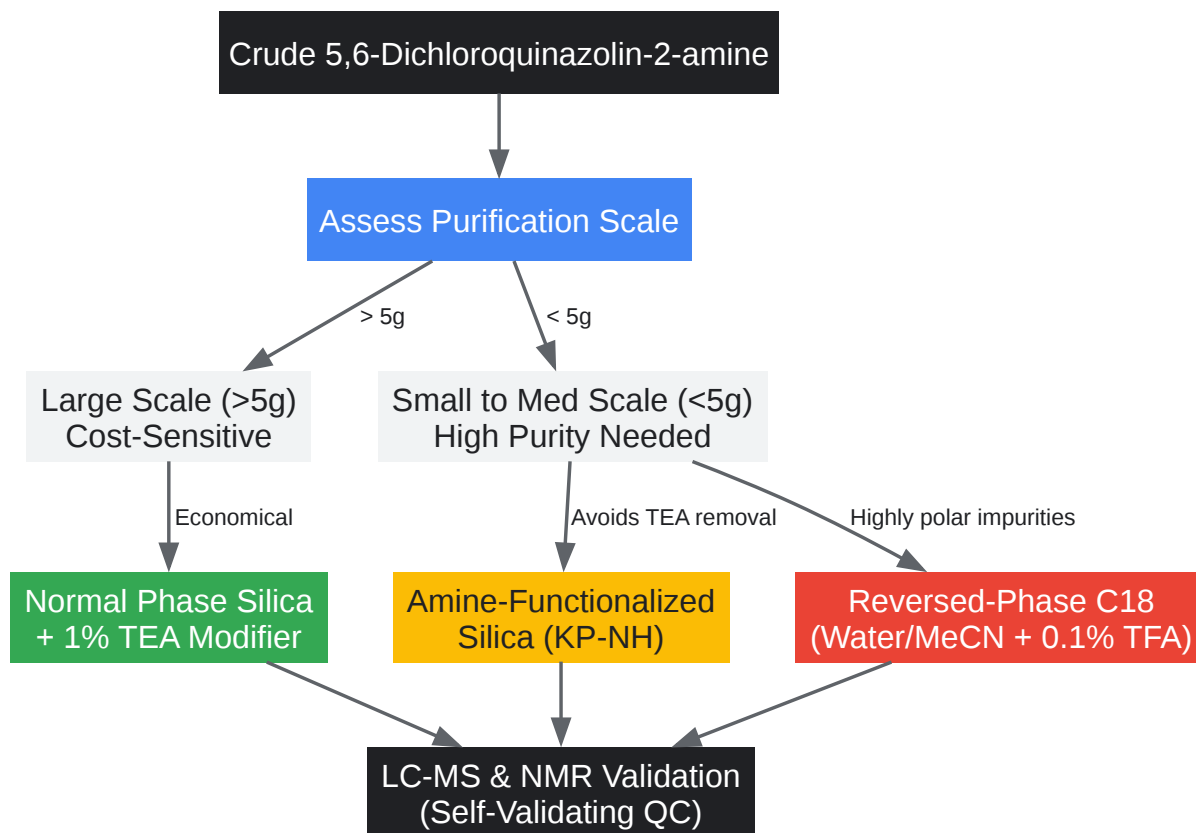 Crude 5,6-Dichloroquinazolin-2-amine
Assess Purification Scale
> 5g
< 5g
Large Scale (>5g)
Cost-Sensitive
Small to Med Scale (<5g)
High Purity Needed
Economical
Avoids TEA removal
Highly polar impurities
Normal Phase Silica
+ 1% TEA Modifier
Amine-Functionalized
Silica (KP-NH)
Reversed-Phase C18
(Water/MeCN + 0.1% TFA)
LC-MS & NMR Validation
(Self-Validating QC)